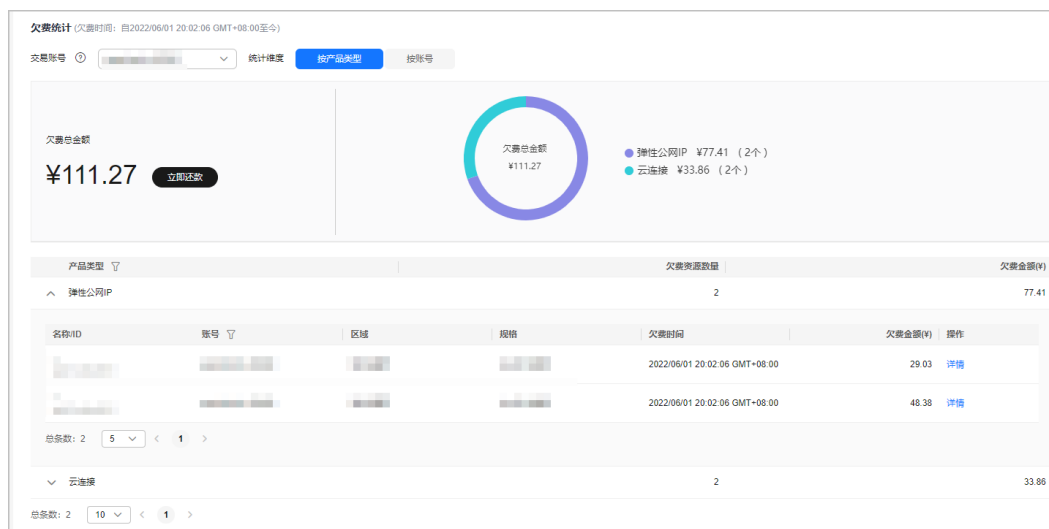 欠费统计 (欠费时间：自2022/06/01 20:02:06 GMT+08:00至今)
交易账号 ? 统计维度 按产品类型 按账号
欠费总金额
¥111.27 立即还款
欠费总金额
¥111.27
弹性公网IP ¥77.41 （2个）
云连接 ¥33.86 （2个）
产品类型 欠费资源数量 欠费金额(¥)
弹性公网IP 2 77.41
名称/ID 账号 区域 规格 欠费时间 欠费金额(¥) 操作
2022/06/01 20:02:06 GMT+08:00 29.03 详情
2022/06/01 20:02:06 GMT+08:00 48.38 详情
总条数：2 5 < 1 >
云连接 2 33.86
总条数：2 10 < 1 >